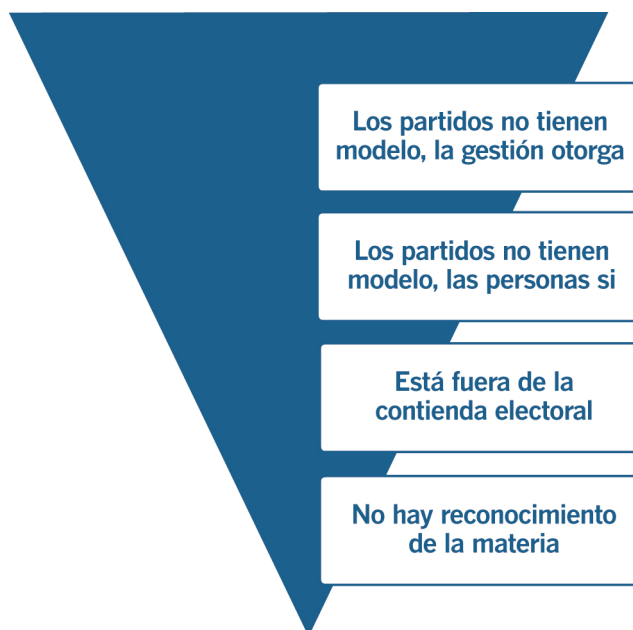 Los partidos no tienen
modelo, la gestión otorga
Los partidos no tienen
modelo, las personas si
Está fuera de la
contienda electoral
No hay reconocimiento
de la materia